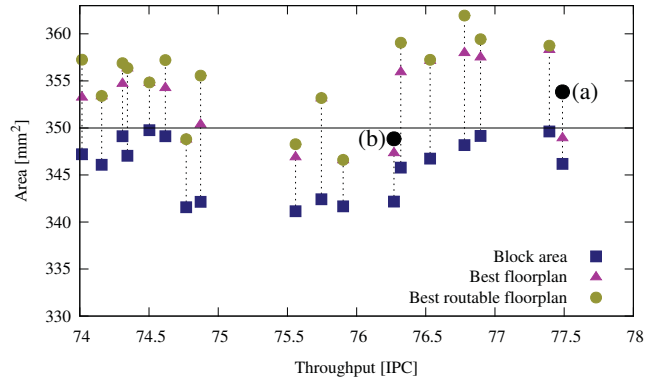 360
355
350
345
340
335
330
Area [mm²]
(a)
(b)
Block area
Best floorplan
Best routable floorplan
74 74.5 75 75.5 76 76.5 77 77.5 78
Throughput [IPC]